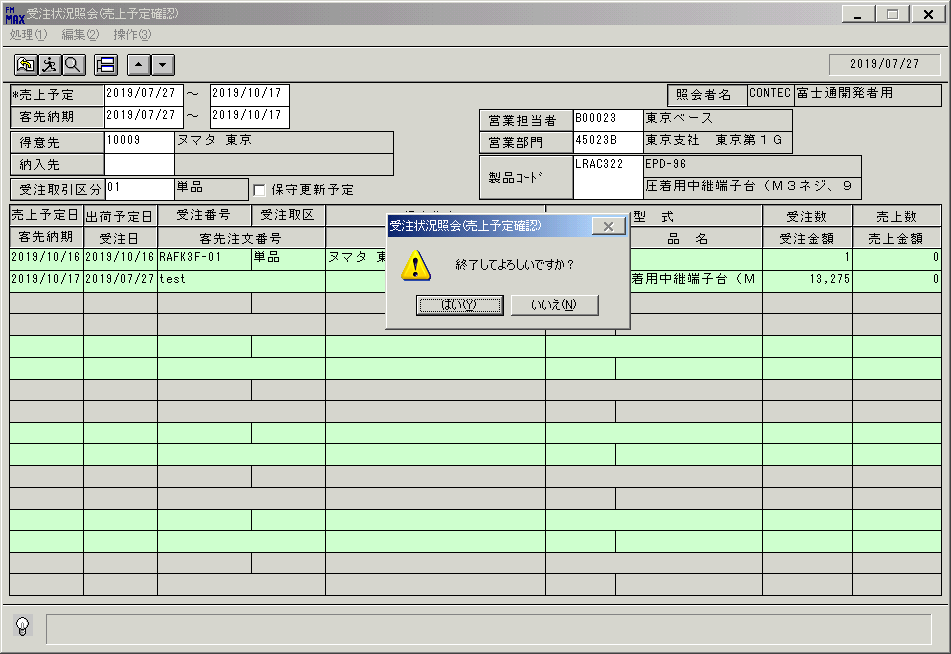 FM MAX 受注状況照会(売上予定確認)
処理(1) 編集(2) 操作(3)
2019/07/27
*売上予定 2019/07/27 ～ 2019/10/17 照会者名 CONTEC 富士通開発者用
客先納期 2019/07/27 ～ 2019/10/17 営業担当者 B00023 東京ベース
得意先 10009 ヌマタ 東京 営業部門 45023B 東京支社 東京第１Ｇ
納入先 製品ｺｰﾄﾞ LRAC322 EPD-96
受注取引区分 01 単品 保守更新予定 圧着用中継端子台（Ｍ３ネジ、９
売上予定日 出荷予定日 受注番号 受注取区 型 式 受注数 売上数
客先納期 受注日 客先注文番号 品 名 受注金額 売上金額
2019/10/16 2019/10/16 RAFK3F-01 単品 ヌマタ 1 0
2019/10/17 2019/07/27 test 着用中継端子台（Ｍ 13,275 0
受注状況照会(売上予定確認)
終了してよろしいですか？
はい(Y) いいえ(N)